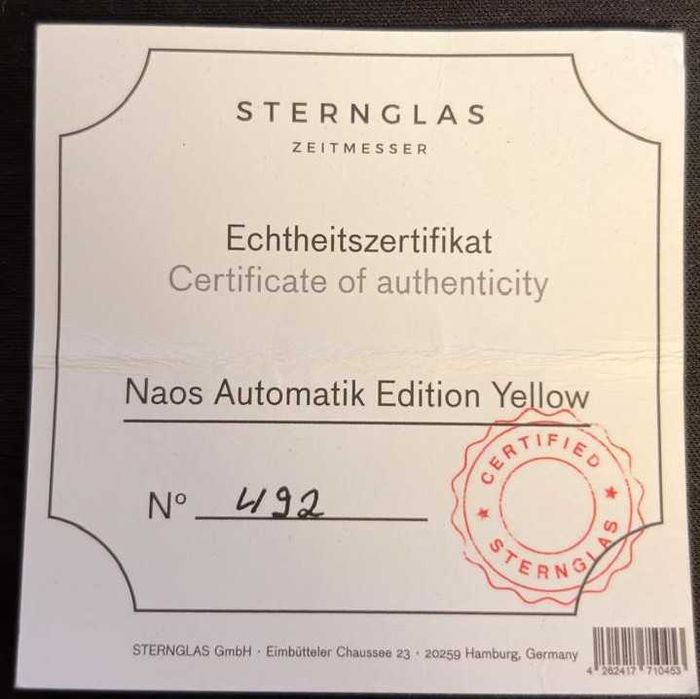 STERNGLAS
ZEITMESSER
Echtheitszertifikat
Certificate of authenticity
Naos Automatik Edition Yellow
N° 492
CERTIFIED
STERNGLAS
STERNGLAS GmbH · Eimbütteler Chaussee 23 · 20259 Hamburg, Germany
4 262417 710453